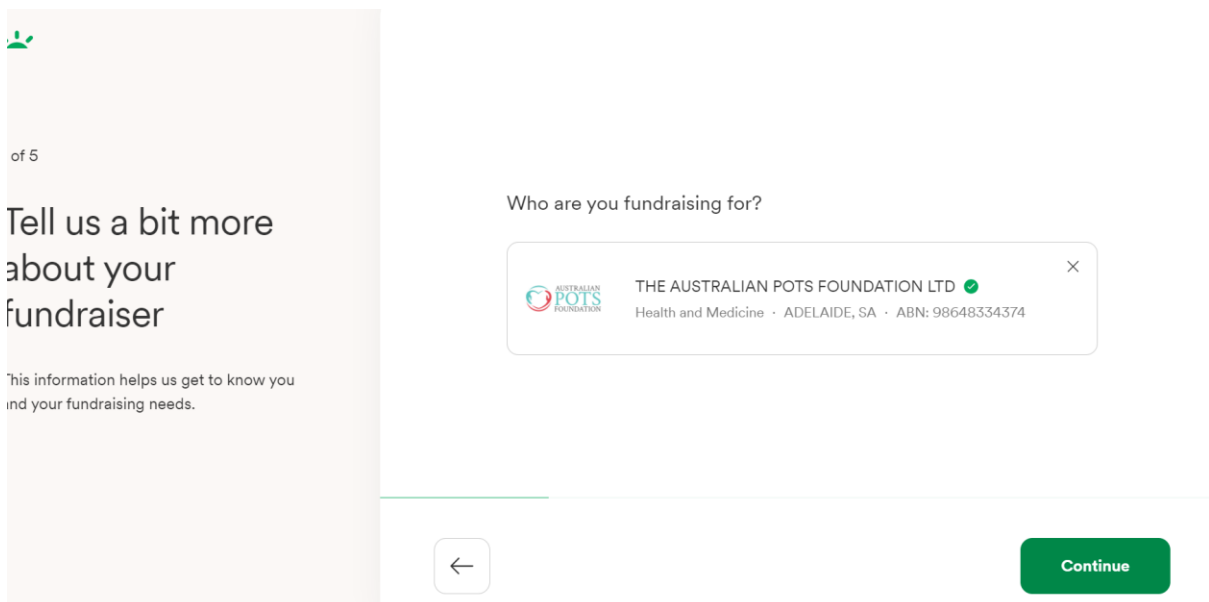 of 5
Tell us a bit more
about your
fundraiser
This information helps us get to know you
and your fundraising needs.
Who are you fundraising for?
AUSTRALIAN
POTS
FOUNDATION
THE AUSTRALIAN POTS FOUNDATION LTD
Health and Medicine · ADELAIDE, SA · ABN: 98648334374
Continue